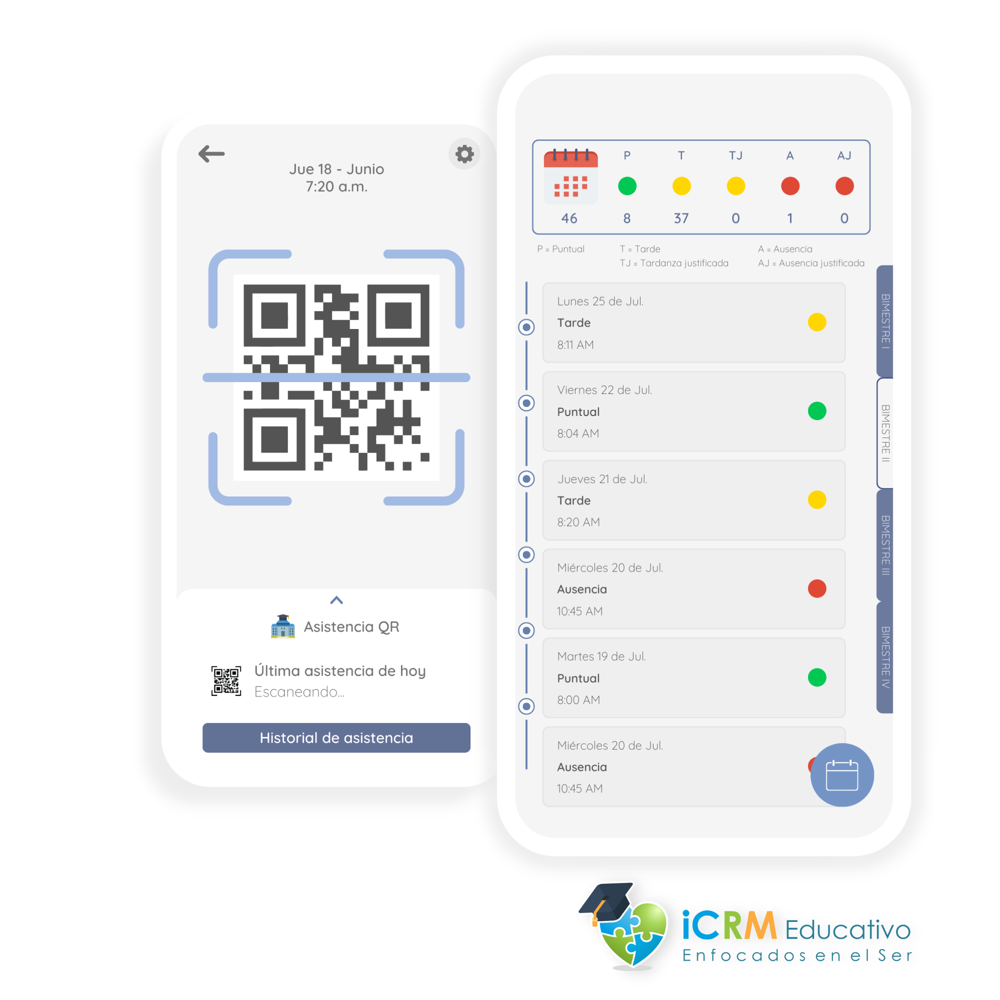 Jue 18 - Junio
7:20 a.m.
Asistencia QR
Última asistencia de hoy
Escaneando...
Historial de asistencia
P T TJ A AJ
46 8 37 0 1 0
P = Puntual T = Tarde A = Ausencia
TJ = Tardanza justificada AJ = Ausencia justificada
Lunes 25 de Jul.
Tarde
8:11 AM
Viernes 22 de Jul.
Puntual
8:04 AM
Jueves 21 de Jul.
Tarde
8:20 AM
Miércoles 20 de Jul.
Ausencia
10:45 AM
Martes 19 de Jul.
Puntual
8:00 AM
Miércoles 20 de Jul.
Ausencia
10:45 AM
BIMESTRE I
BIMESTRE II
BIMESTRE III
BIMESTRE IV
iCRM Educativo
Enfocados en el Ser